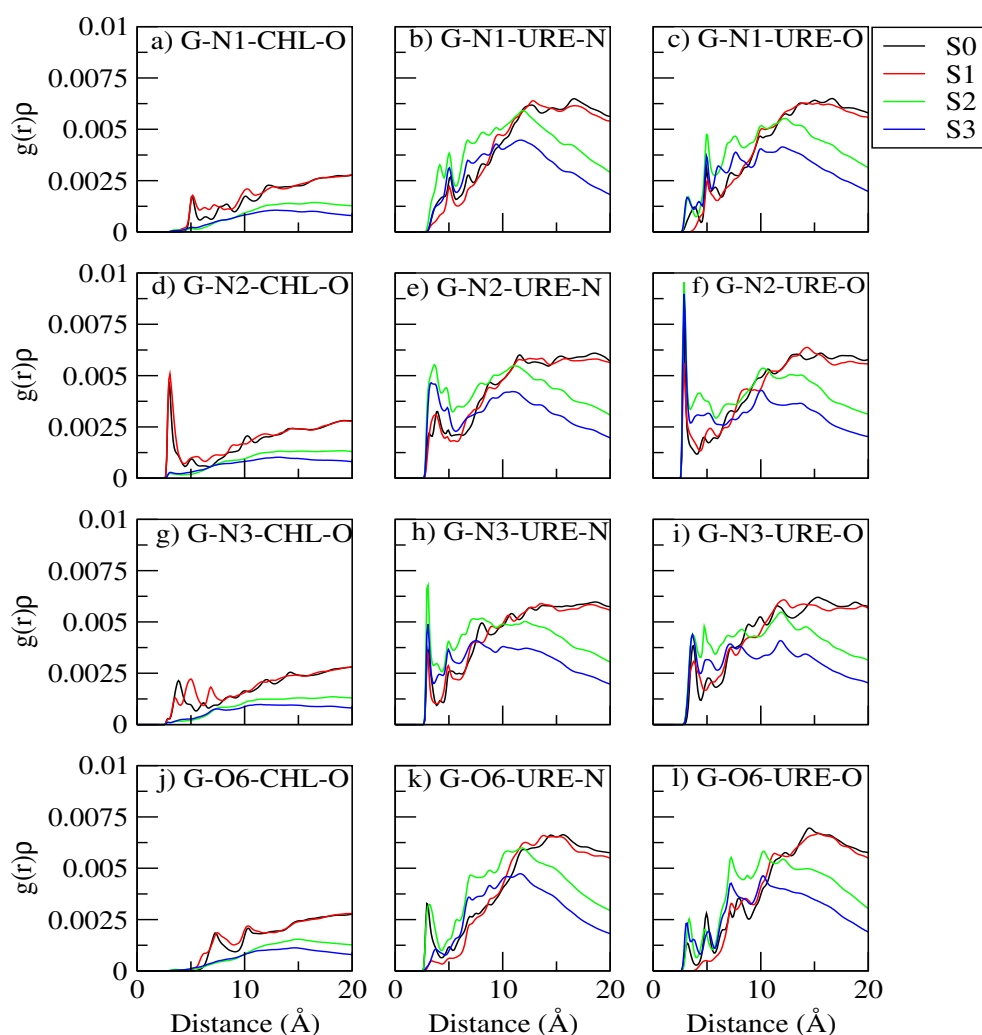 0.01
a) G-N1-CHL-O
b) G-N1-URE-N
c) G-N1-URE-O
S0
S1
S2
S3
0.0075
0.005
0.0025
0
g(r)ρ
0.01
d) G-N2-CHL-O
e) G-N2-URE-N
f) G-N2-URE-O
0.0075
0.005
0.0025
0
g(r)ρ
0.01
g) G-N3-CHL-O
h) G-N3-URE-N
i) G-N3-URE-O
0.0075
0.005
0.0025
0
g(r)ρ
0.01
j) G-O6-CHL-O
k) G-O6-URE-N
l) G-O6-URE-O
0.0075
0.005
0.0025
0
g(r)ρ
0 10 20 0 10 20 0 10 20
Distance (Å) Distance (Å) Distance (Å)